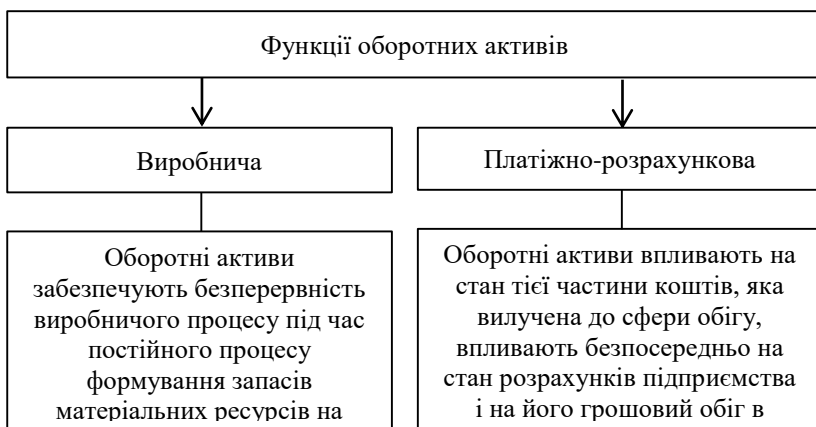 Функції оборотних активів
Виробнича
Платіжно-розрахункова
Оборотні активи
забезпечують безперервність
виробничого процесу під час
постійного процесу
формування запасів
матеріальних ресурсів на
Оборотні активи впливають на
стан тієї частини коштів, яка
вилучена до сфери обігу,
впливають безпосередньо на
стан розрахунків підприємства
і на його грошовий обіг в